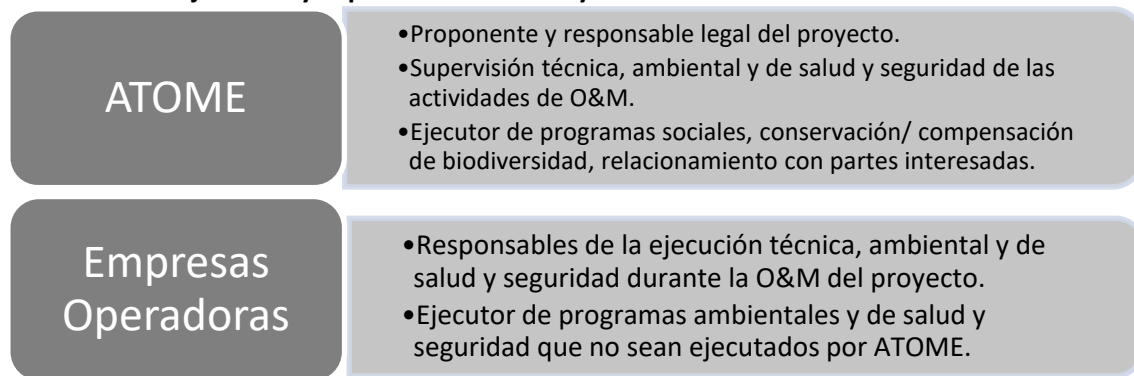 ATOME
•Proponente y responsable legal del proyecto.
•Supervisión técnica, ambiental y de salud y seguridad de las
actividades de O&M.
•Ejecutor de programas sociales, conservación/ compensación
de biodiversidad, relacionamiento con partes interesadas.
Empresas
Operadoras
•Responsables de la ejecución técnica, ambiental y de
salud y seguridad durante la O&M del proyecto.
•Ejecutor de programas ambientales y de salud y
seguridad que no sean ejecutados por ATOME.